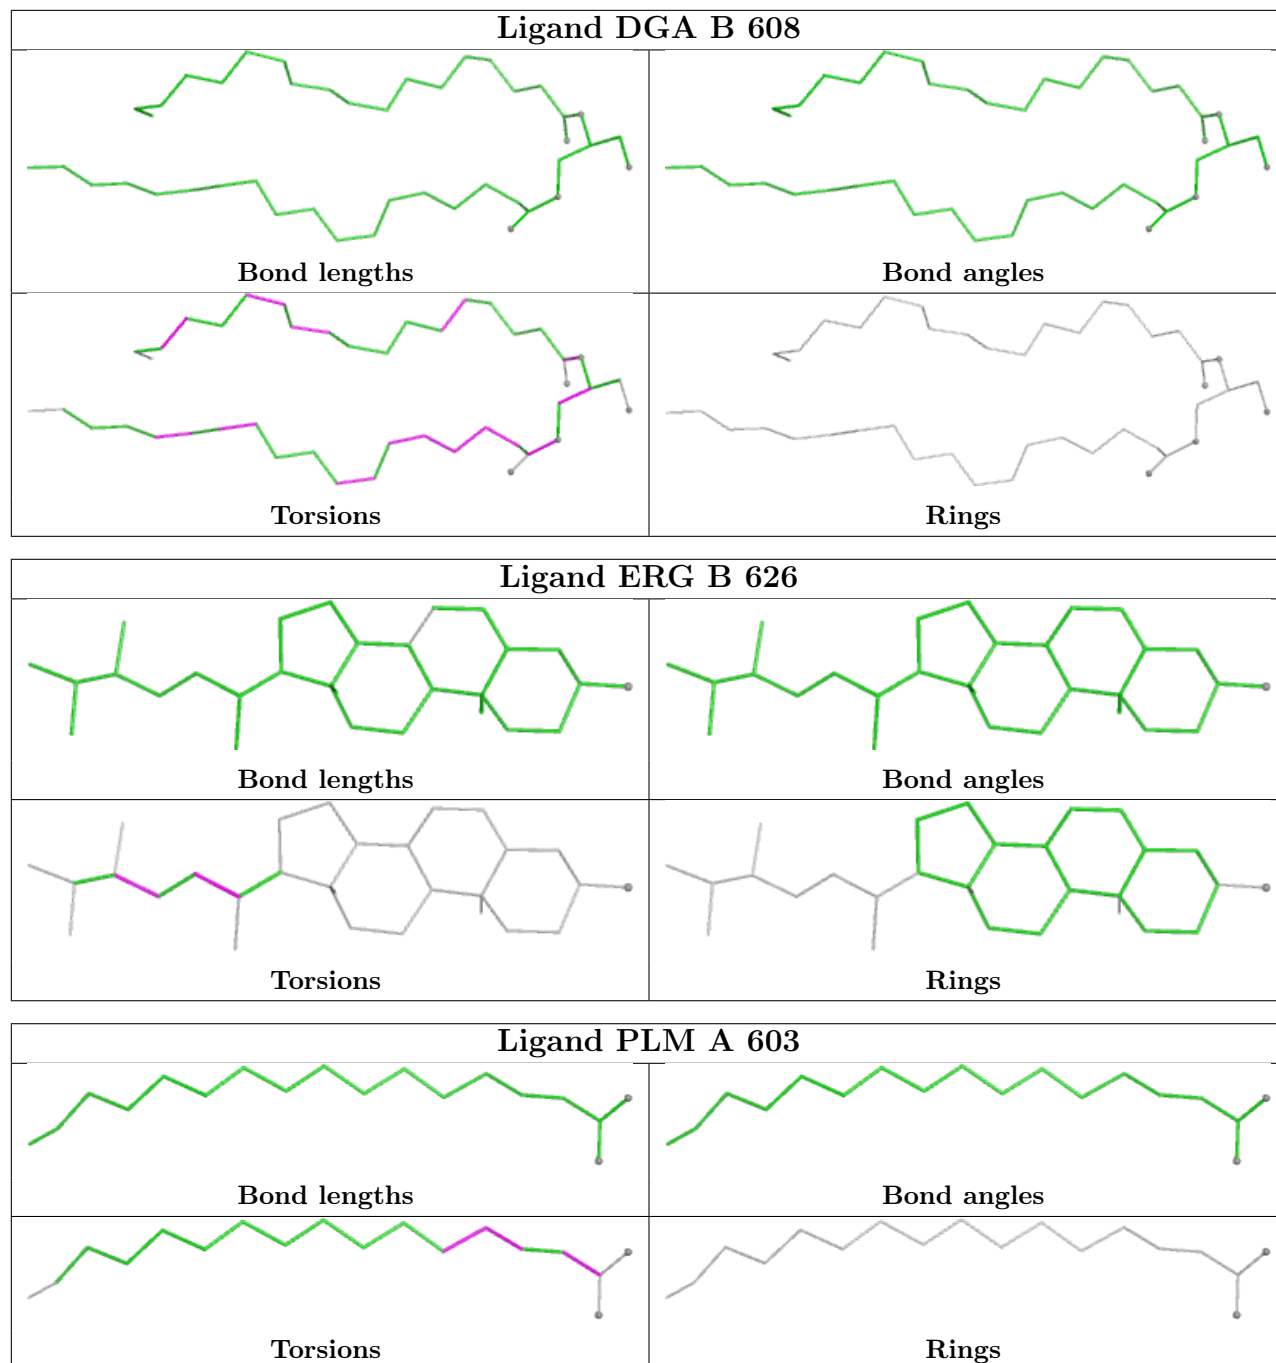 Ligand DGA B 608
Bond lengths
Bond angles
Torsions
Rings
Ligand ERG B 626
Bond lengths
Bond angles
Torsions
Rings
Ligand PLM A 603
Bond lengths
Bond angles
Torsions
Rings